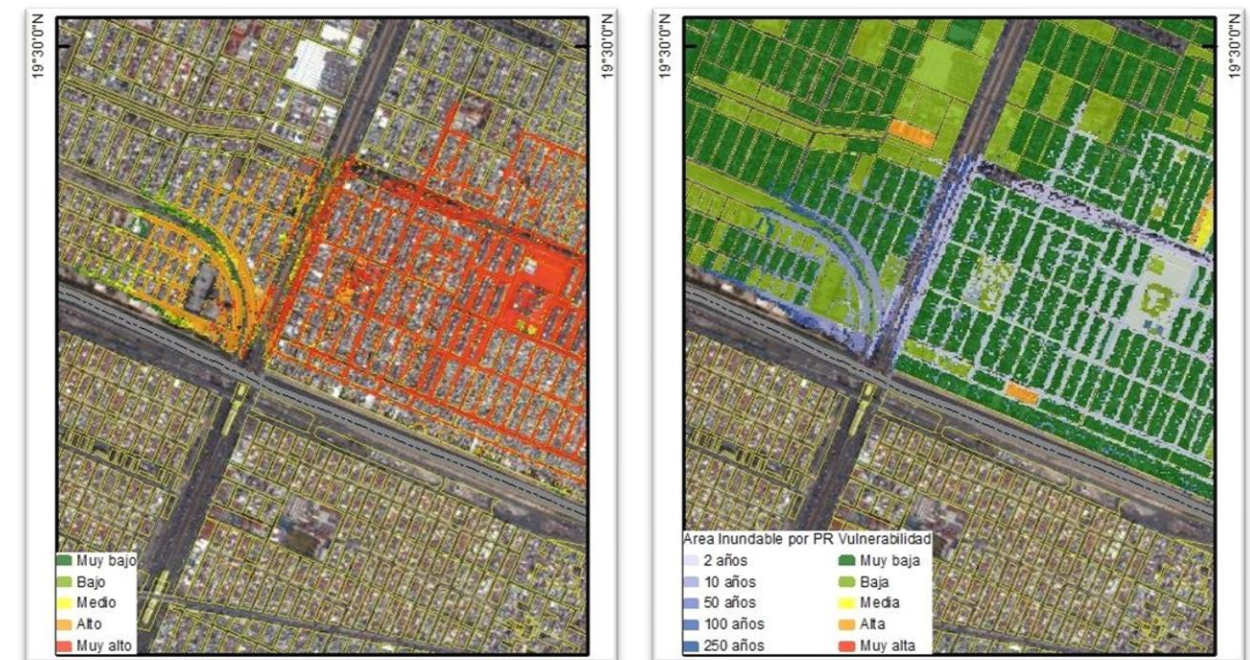 19°30'0"N
19°30'0"N
Muy bajo
Bajo
Medio
Alto
Muy alto
19°30'0"N
19°30'0"N
Area Inundable por PR Vulnerabilidad
2 años Muy baja
10 años Baja
50 años Media
100 años Alta
250 años Muy alta